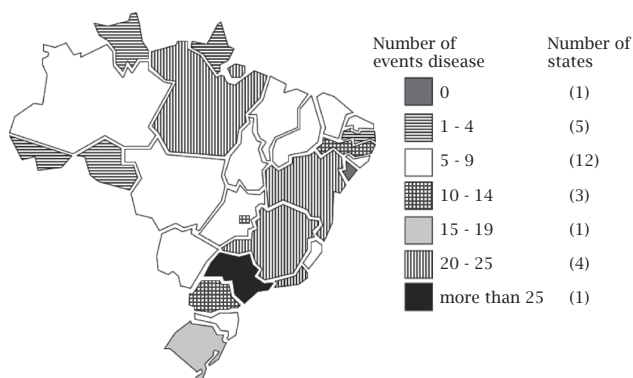 Number of
events disease
Number of
states
0 (1)
1 - 4 (5)
5 - 9 (12)
10 - 14 (3)
15 - 19 (1)
20 - 25 (4)
more than 25 (1)